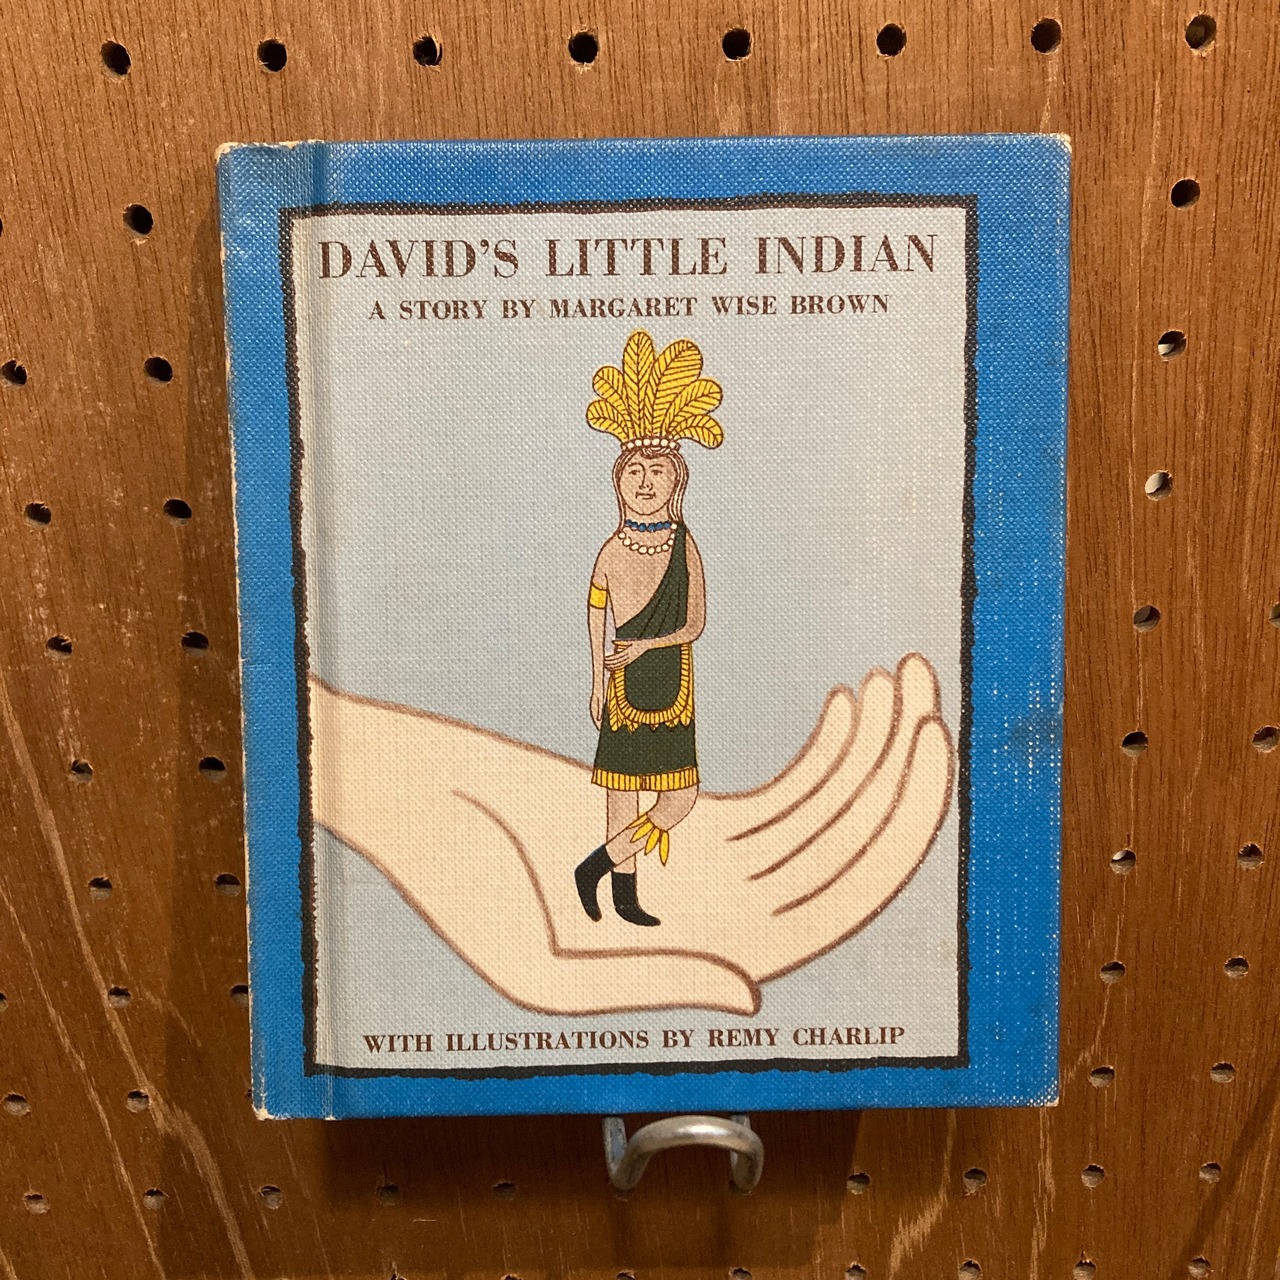 DAVID'S LITTLE INDIAN
A STORY BY MARGARET WISE BROWN
WITH ILLUSTRATIONS BY REMY CHARLIP